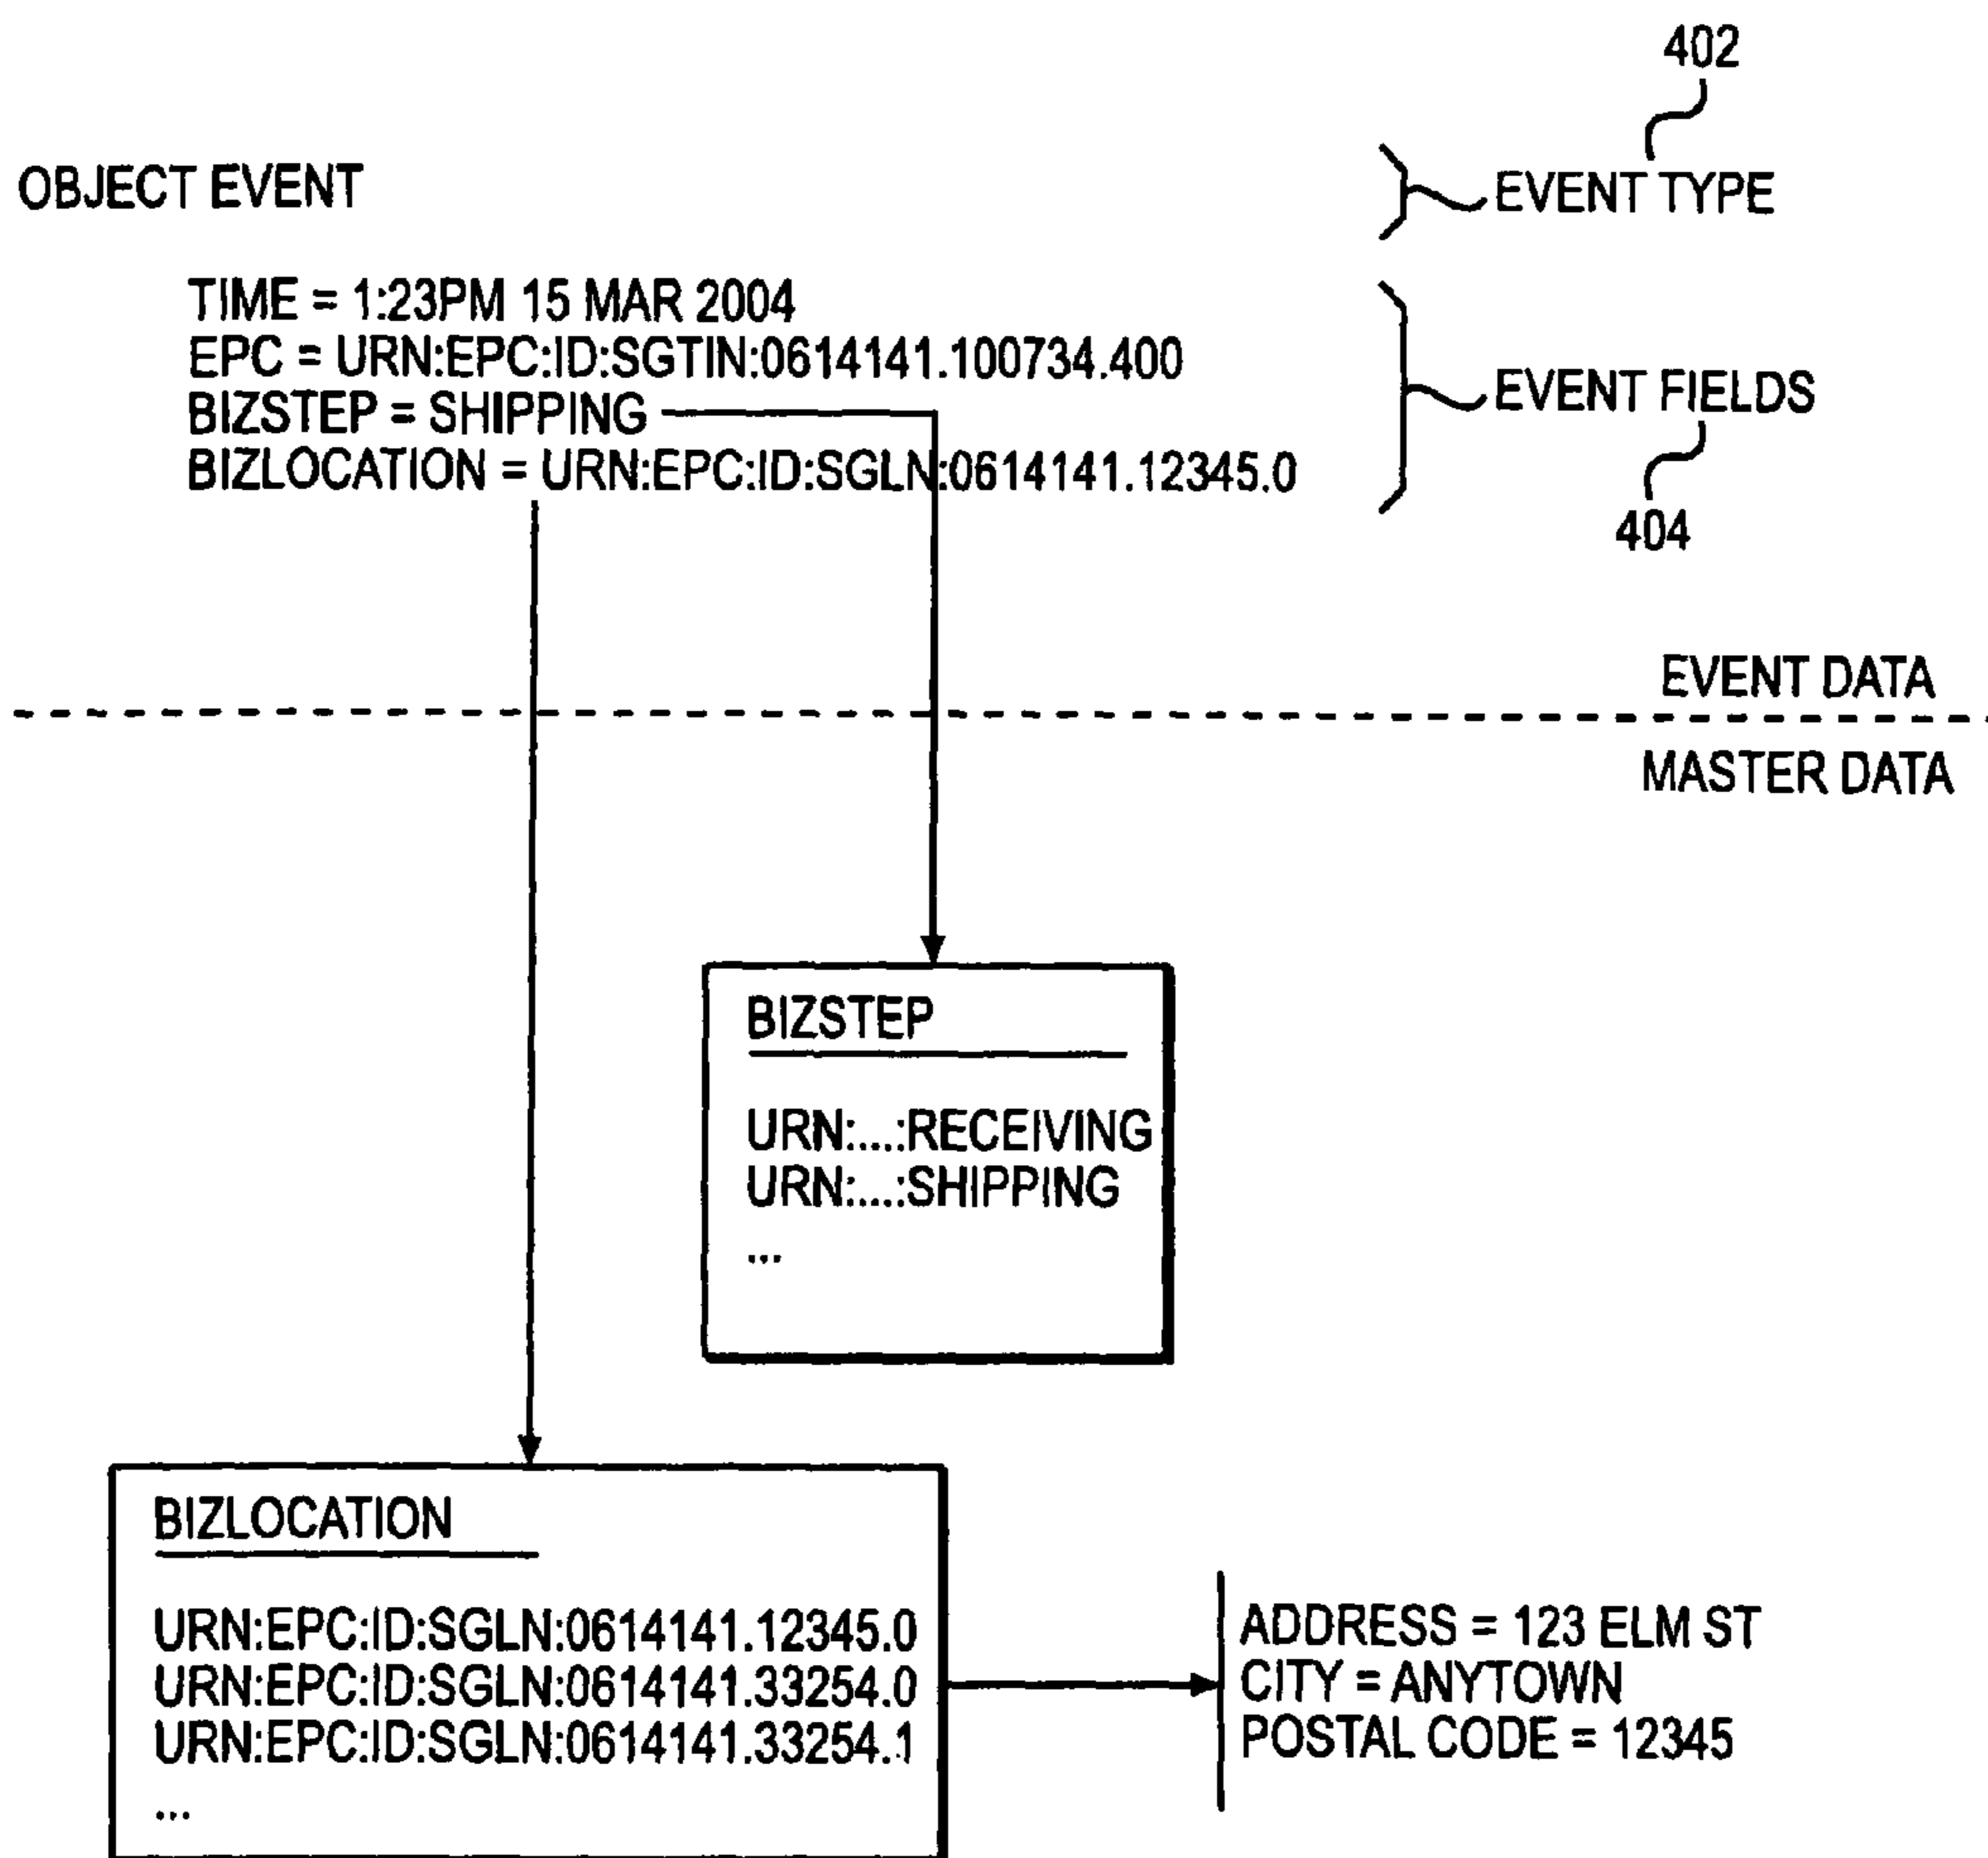 402
OBJECT EVENT
EVENT TYPE
TIME = 1:23PM 15 MAR 2004
EPC = URN:EPC:ID:SGTIN:0614141.100734.400
BIZSTEP = SHIPPING
BIZLOCATION = URN:EPC:ID:SGLN:0614141.12345.0
EVENT FIELDS
404
EVENT DATA
MASTER DATA
BIZSTEP
URN:...:RECEIVING
URN:...:SHIPPING
...
BIZLOCATION
URN:EPC:ID:SGLN:0614141.12345.0
URN:EPC:ID:SGLN:0614141.33254.0
URN:EPC:ID:SGLN:0614141.33254.1
...
ADDRESS = 123 ELM ST
CITY = ANYTOWN
POSTAL CODE = 12345